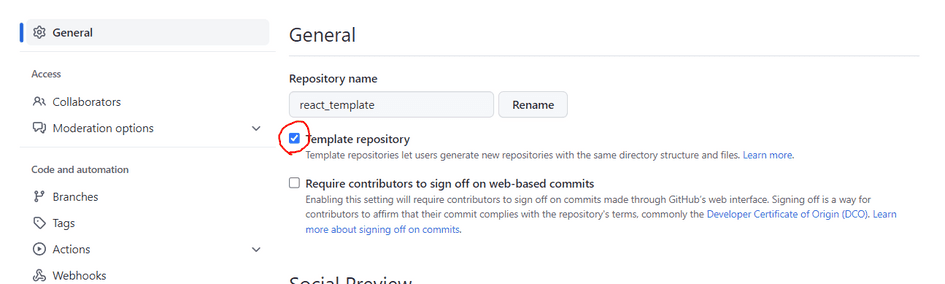 General
Access
Collaborators
Moderation options
Code and automation
Branches
Tags
Actions
Webhooks
General
Repository name
react_template
Rename
Template repository
Template repositories let users generate new repositories with the same directory structure and files. Learn more.
Require contributors to sign off on web-based commits
Enabling this setting will require contributors to sign off on commits made through GitHub's web interface. Signing off is a way for
contributors to affirm that their commit complies with the repository's terms, commonly the Developer Certificate of Origin (DCO). Learn
more about signing off on commits.
Social Preview